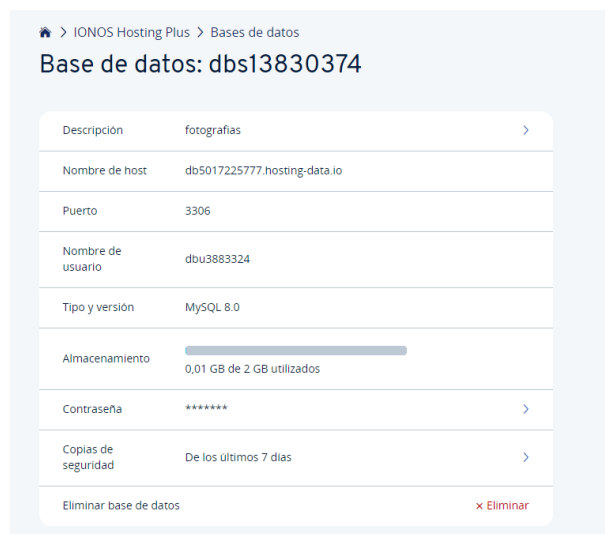 IONOS Hosting Plus > Bases de datos
Base de datos: dbs13830374
Descripción fotografias
Nombre de host db5017225777.hosting-data.io
Puerto 3306
Nombre de
usuario dbu3883324
Tipo y versión MySQL 8.0
Almacenamiento 0,01 GB de 2 GB utilizados
Contraseña *******
Copias de
seguridad De los últimos 7 días
Eliminar base de datos × Eliminar